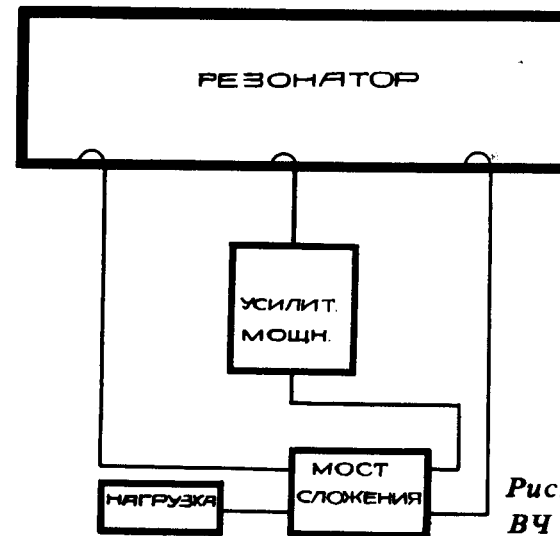 РЕЗОНАТОР
УСИЛИТ.
МОЩН.
МОСТ
СЛОЖЕНИЯ
НАГРУЗКА
Рис
ВЧ